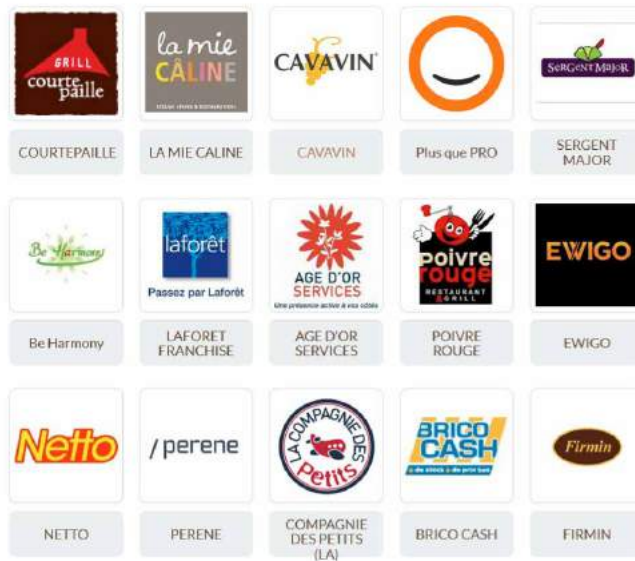 GRILL
courte
paille
la mie
CÂLINE
CAVAVIN
SERGENT MAJOR
COURTEPAILLE
LA MIE CALINE
CAVAVIN
Plus que PRO
SERGENT
MAJOR
Be Harmony
laforêt
Passez par Laforêt
AGE D'OR
SERVICES
Une présence active à vos côtés
poivre
rouge
RESTAURANT
& GRILL
EWIGO
Be Harmony
LAFORET
FRANCHISE
AGE D'OR
SERVICES
POIVRE
ROUGE
EWIGO
Netto
/ perene
LA COMPAGNIE DES
Petits
BRICO
CASH
Firmin
NETTO
PERENE
COMPAGNIE
DES PETITS
(LA)
BRICO CASH
FIRMIN